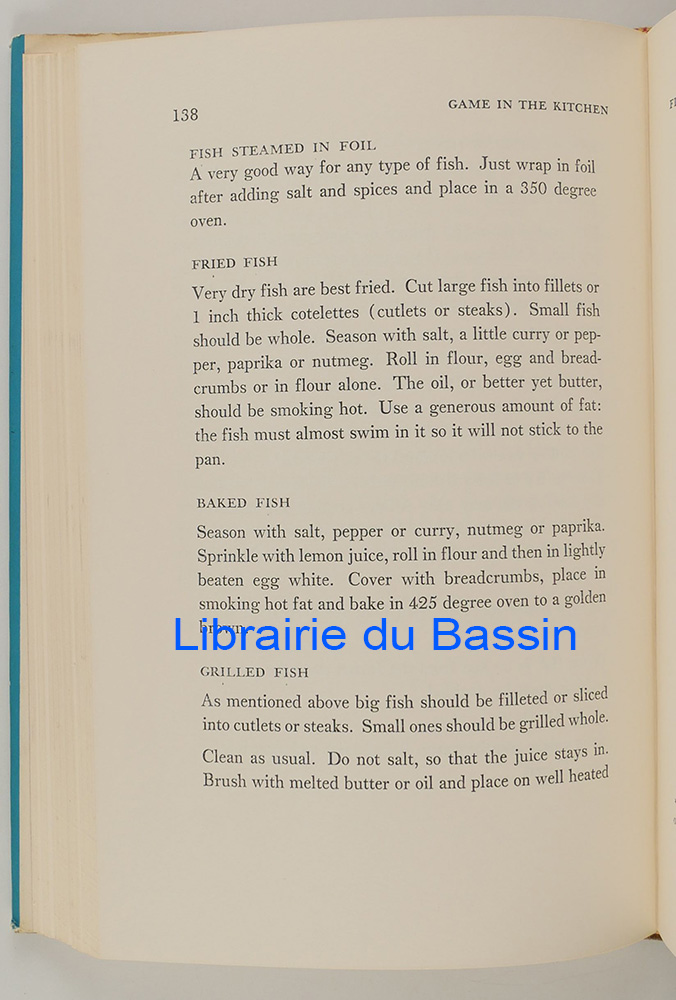 138
GAME IN THE KITCHEN
FISH STEAMED IN FOIL
A very good way for any type of fish. Just wrap in foil
after adding salt and spices and place in a 350 degree
oven.
FRIED FISH
Very dry fish are best fried. Cut large fish into fillets or
1 inch thick cotelettes (cutlets or steaks). Small fish
should be whole. Season with salt, a little curry or pep-
per, paprika or nutmeg. Roll in flour, egg and bread-
crumbs or in flour alone. The oil, or better yet butter,
should be smoking hot. Use a generous amount of fat:
the fish must almost swim in it so it will not stick to the
pan.
BAKED FISH
Season with salt, pepper or curry, nutmeg or paprika.
Sprinkle with lemon juice, roll in flour and then in lightly
beaten egg white. Cover with breadcrumbs, place in
smoking hot fat and bake in 425 degree oven to a golden
brown.
Librairie du Bassin
GRILLED FISH
As mentioned above big fish should be filleted or sliced
into cutlets or steaks. Small ones should be grilled whole.
Clean as usual. Do not salt, so that the juice stays in.
Brush with melted butter or oil and place on well heated